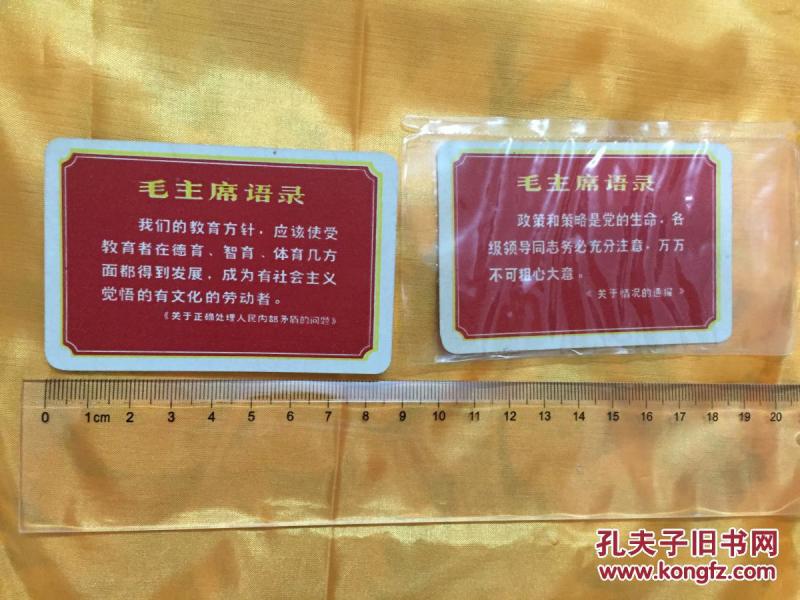 毛主席语录
我们的教育方针，应该使受
教育者在德育、智育、体育几方
面都得到发展，成为有社会主义
觉悟的有文化的劳动者。
《关于正确处理人民内部矛盾的问题》
毛主席语录
政策和策略是党的生命，各
级领导同志务必充分注意，万万
不可粗心大意。
《关于情况的通报》
0 1cm 2 3 4 5 6 7 8 9 10 11 12 13 14 15 16 17 18 19 20
孔夫子旧书网
www.kongfz.com